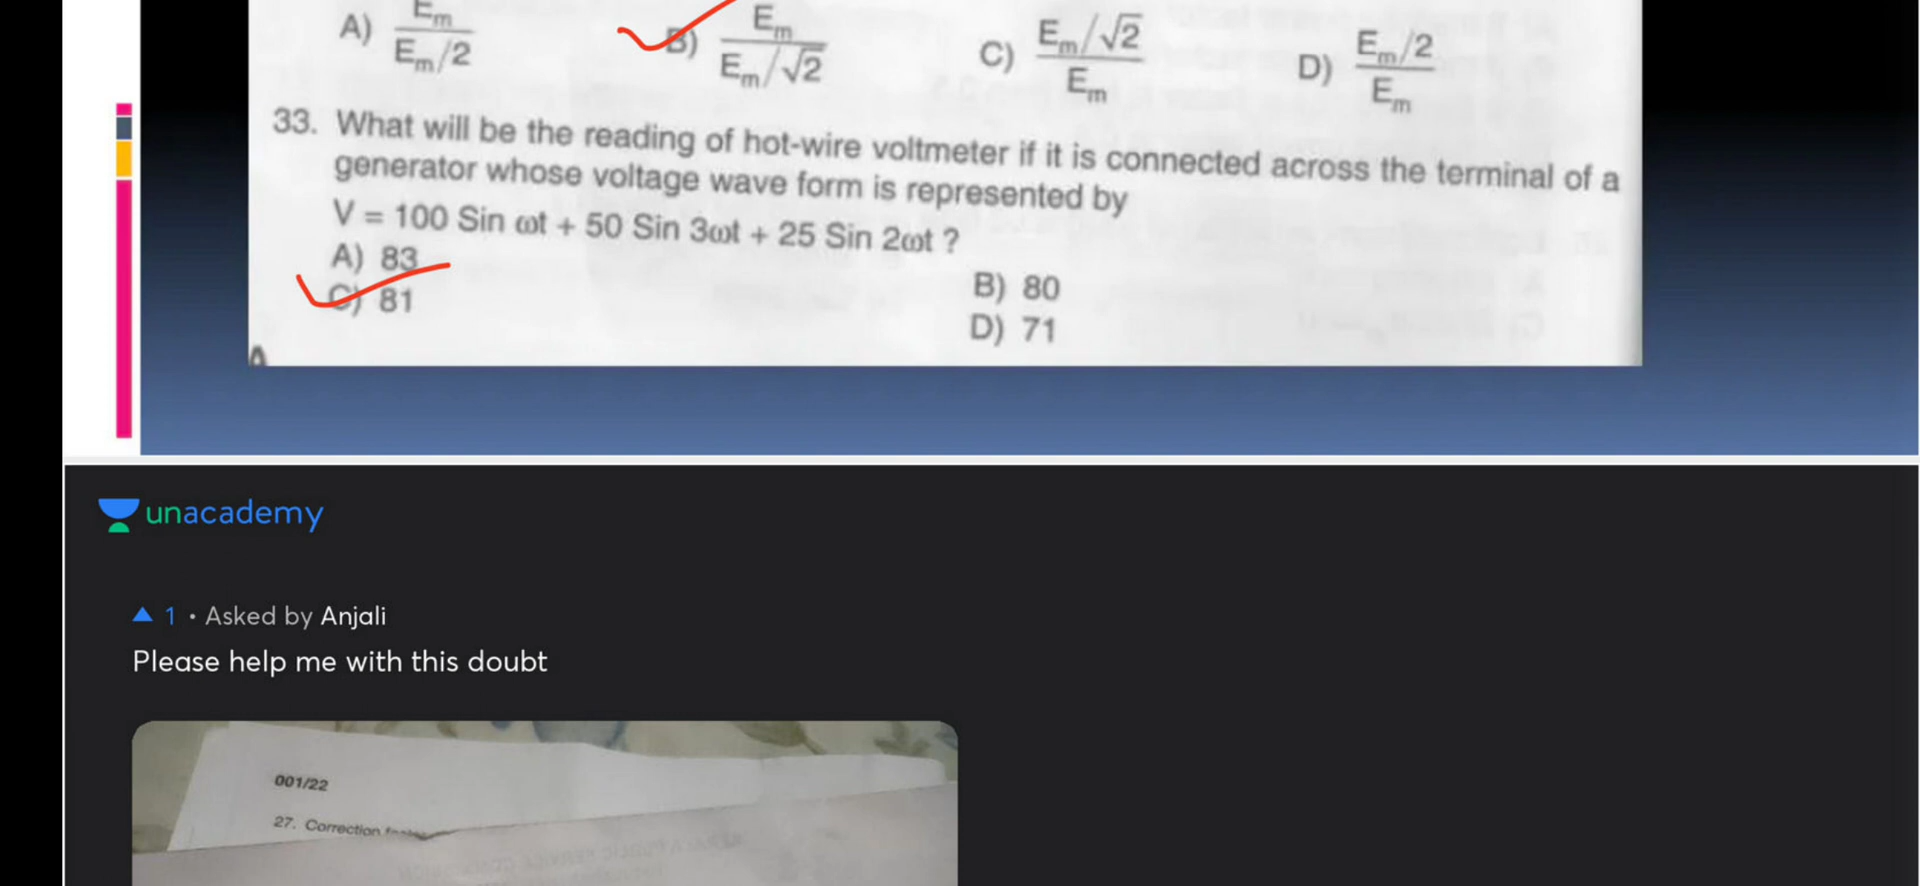 A) Em/Em/2 B) Em/Em/√2 C) Em/√2/Em D) Em/2/Em
33. What will be the reading of hot-wire voltmeter if it is connected across the terminal of a
generator whose voltage wave form is represented by
V = 100 Sin ωt + 50 Sin 3ωt + 25 Sin 2ωt ?
A) 83
B) 80
C) 81
D) 71
unacademy
▲ 1 • Asked by Anjali
Please help me with this doubt
001/22
27. Correction